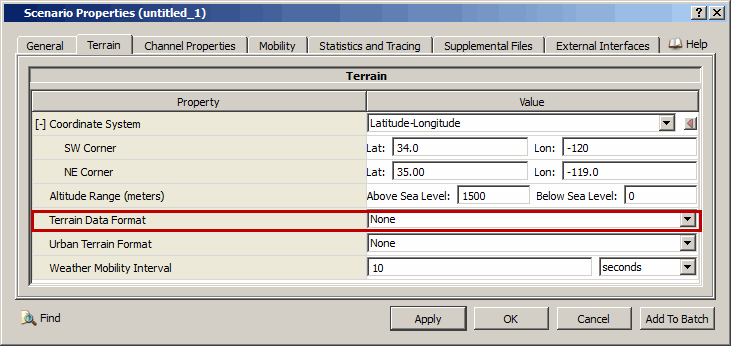 Scenario Properties (untitled_1)
General Terrain Channel Properties Mobility Statistics and Tracing Supplemental Files External Interfaces Help
Terrain
Property Value
[-] Coordinate System Latitude-Longitude
SW Corner Lat: 34.0 Lon: -120
NE Corner Lat: 35.00 Lon: -119.0
Altitude Range (meters) Above Sea Level: 1500 Below Sea Level: 0
Terrain Data Format None
Urban Terrain Format None
Weather Mobility Interval 10 seconds
Find Apply OK Cancel Add To Batch